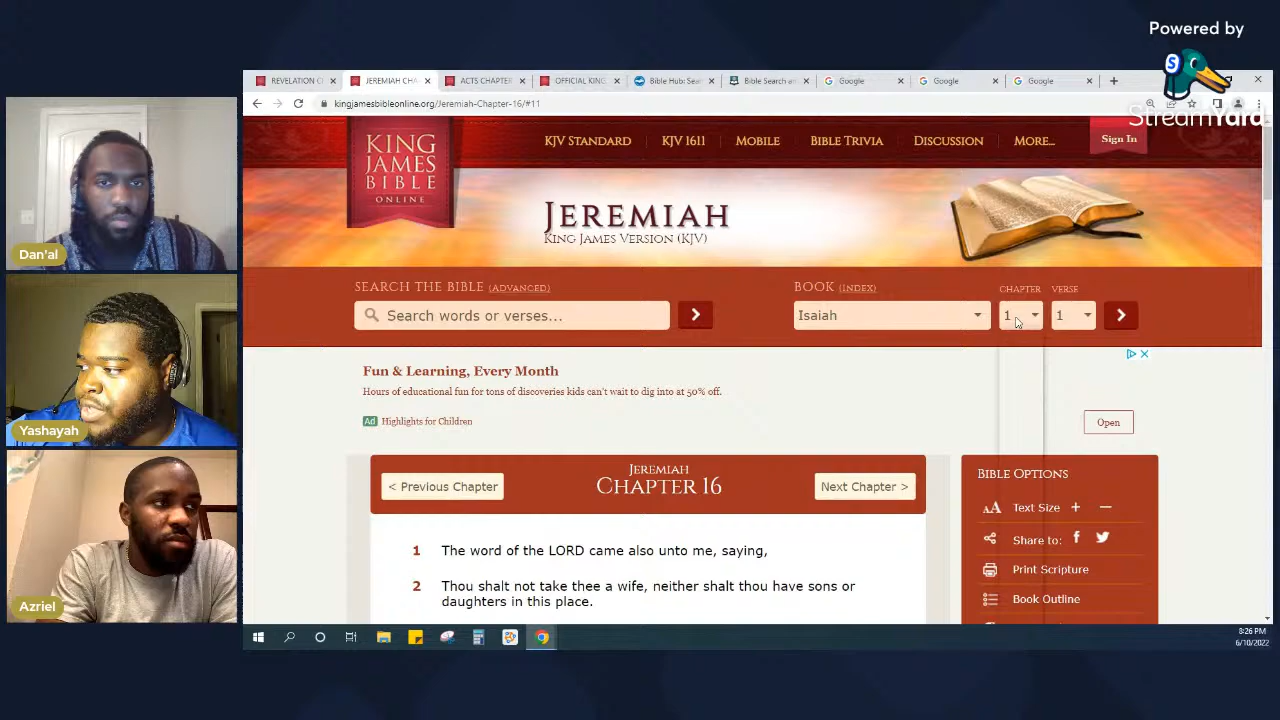 Powered by
S
StreamYard
Dan'al
Yashayah
Azriel
REVELATION C
JEREMIAH CHA
ACTS CHAPTER
OFFICIAL KING
Bible Hub: Sea
Bible Search an
Google
Google
Google
kingjamesbibleonline.org/Jeremiah-Chapter-16/#11
KING
JAMES
BIBLE
ONLINE
KJV STANDARD
KJV 1611
MOBILE
BIBLE TRIVIA
DISCUSSION
MORE...
Sign In
JEREMIAH
KING JAMES VERSION (KJV)
SEARCH THE BIBLE (ADVANCED)
Search words or verses...
BOOK (INDEX)
Isaiah
CHAPTER
1
VERSE
1
Fun & Learning, Every Month
Hours of educational fun for tons of discoveries kids can't wait to dig into at 50% off.
Ad Highlights for Children
Open
< Previous Chapter
JEREMIAH
CHAPTER 16
Next Chapter >
1 The word of the LORD came also unto me, saying,
2 Thou shalt not take thee a wife, neither shalt thou have sons or
daughters in this place.
BIBLE OPTIONS
AA Text Size + −
Share to:
Print Scripture
Book Outline
8:26 PM
6/10/2022